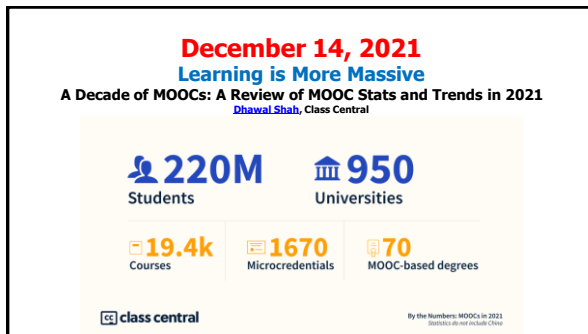 December 14, 2021
Learning is More Massive
A Decade of MOOCs: A Review of MOOC Stats and Trends in 2021
Dhawal Shah, Class Central
220M
Students
950
Universities
19.4k
Courses
1670
Microcredentials
70
MOOC-based degrees
cc class central
By the Numbers: MOOCs in 2021
Statistics do not include China